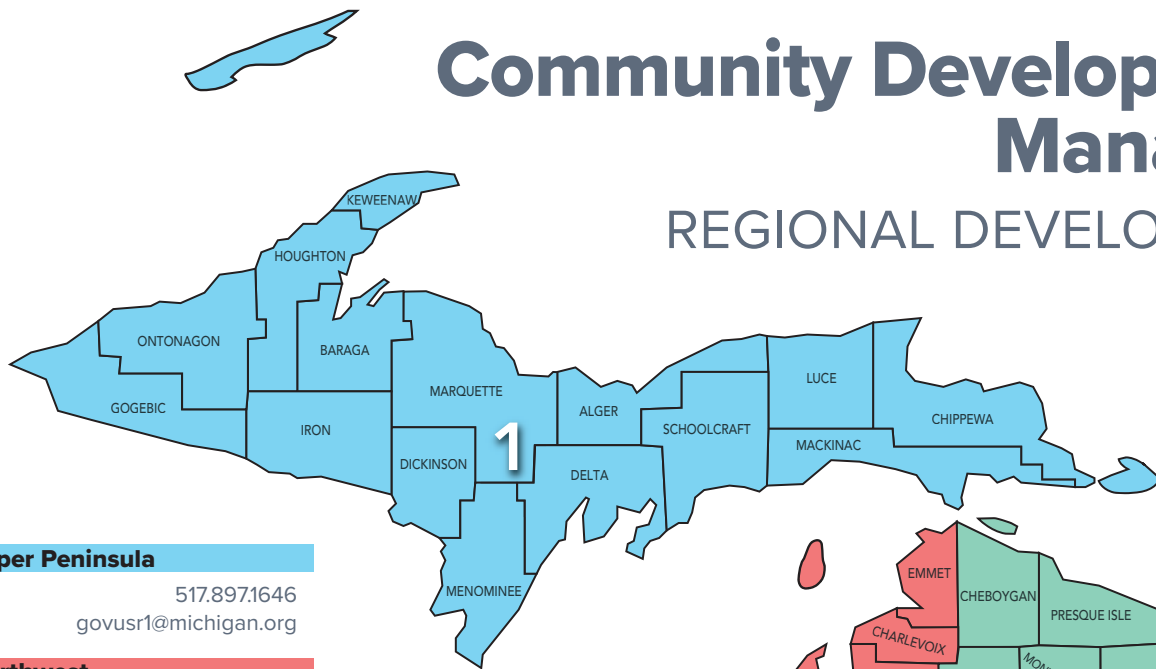 Community Develop
Mana
REGIONAL DEVELO
KEWEENAW
HOUGHTON
ONTONAGON
BARAGA
LUCE
MARQUETTE
GOGEBIC
ALGER
CHIPPEWA
IRON
SCHOOLCRAFT
1
MACKINAC
DICKINSON
DELTA
per Peninsula
517.897.1646
govusr1@michigan.org
MENOMINEE
EMMET
CHEBOYGAN
PRESQUE ISLE
CHARLEVOIX
rthwest